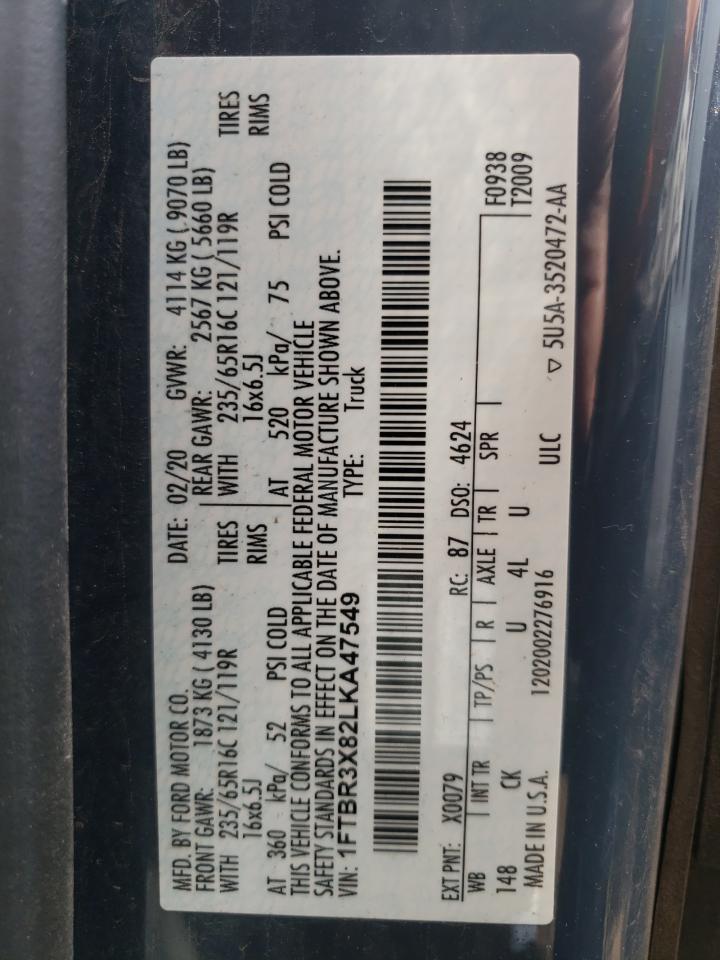 MFD. BY FORD MOTOR CO. DATE: 02/20 GVWR: 4114 KG ( 9070 LB)
FRONT GAWR: 1873 KG ( 4130 LB) REAR GAWR: 2567 KG ( 5660 LB)
WITH 235/65R16C 121/119R TIRES WITH 235/65R16C 121/119R TIRES
16x6.5J RIMS 16x6.5J RIMS
AT 360 kPa/ 52 PSI COLD AT 520 kPa/ 75 PSI COLD
THIS VEHICLE CONFORMS TO ALL APPLICABLE FEDERAL MOTOR VEHICLE
SAFETY STANDARDS IN EFFECT ON THE DATE OF MANUFACTURE SHOWN ABOVE.
VIN: 1FTBR3X82LKA47549 TYPE: Truck
EXT PNT: X0079 RC: 87 DSO: 4624 F0938
WB INT TR TP/PS R AXLE TR SPR T2009
148 CK U 4L U
MADE IN U.S.A. 1202002276916 ULC ▽ 5U5A-3520472-AA